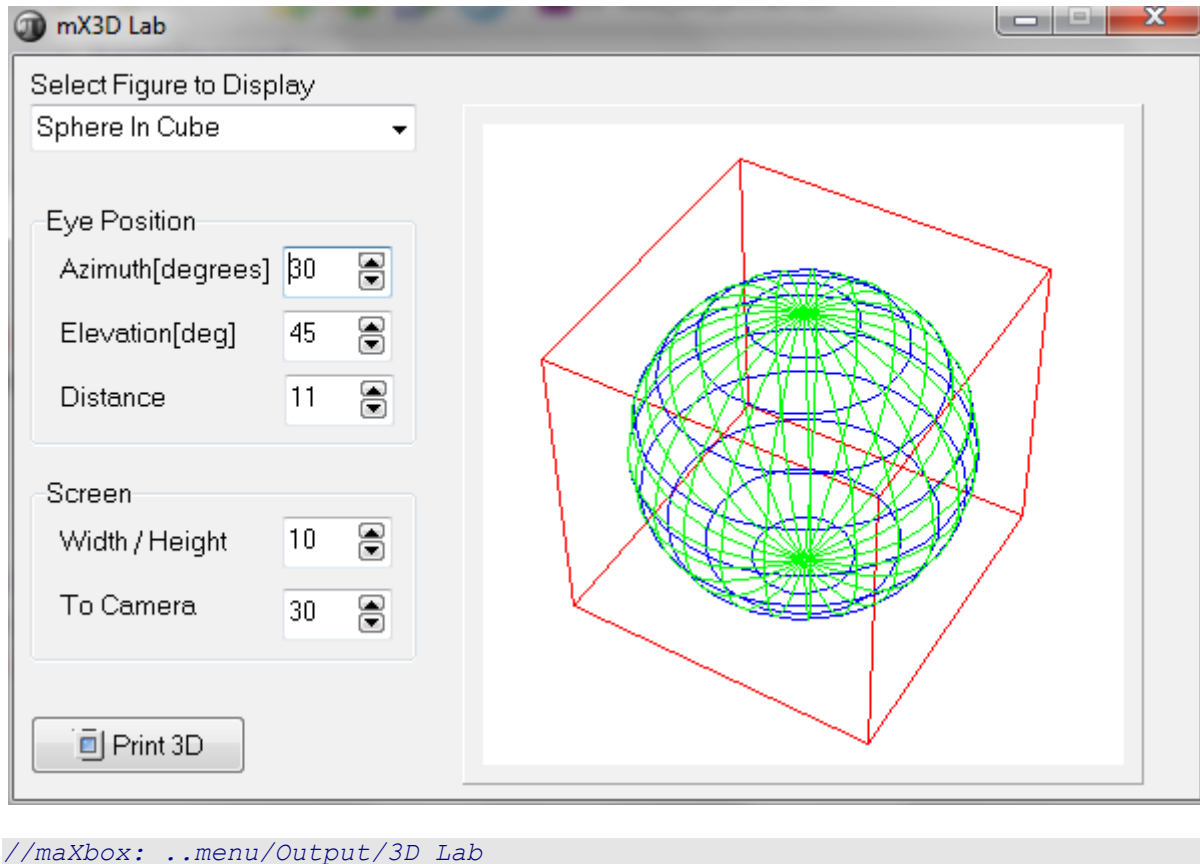 mX3D Lab
Select Figure to Display
Sphere In Cube
Eye Position
Azimuth[degrees] 30
Elevation[deg] 45
Distance 11
Screen
Width / Height 10
To Camera 30
Print 3D
//maXbox: ..menu/Output/3D Lab